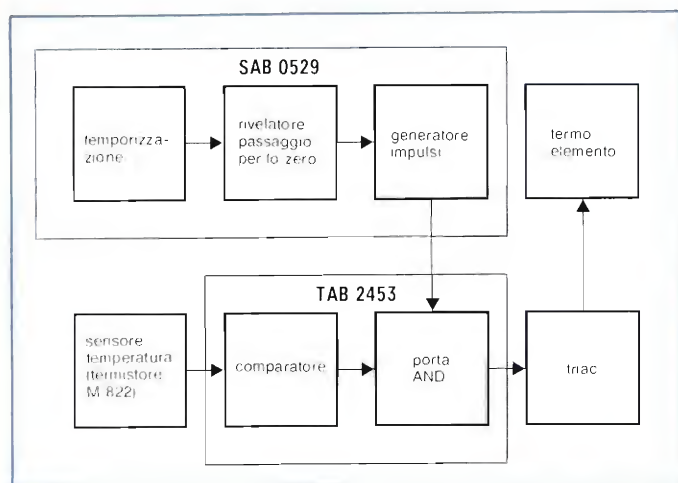 SAB 0529
temporizza-
zione
rivelatore
passaggio
per lo zero
generatore
impulsi
termo
elemento
TAB 2453
sensore
temperatura
(termistore
M 822)
comparatore
porta
AND
triac